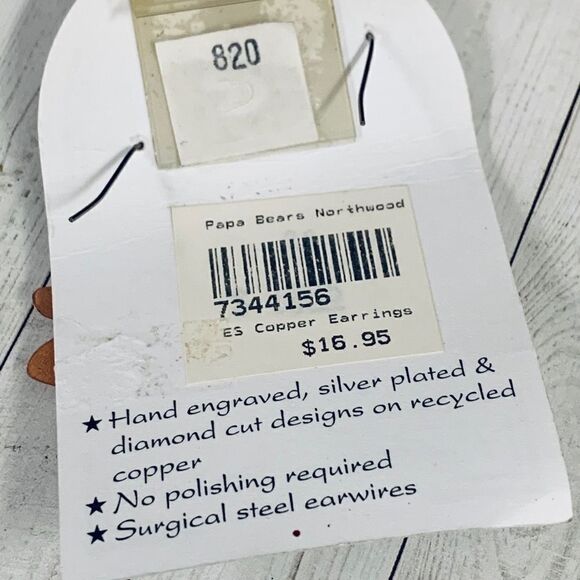 820
Papa Bears Northwood
7344156
ES Copper Earrings
$16.95
★ Hand engraved, silver plated &
diamond cut designs on recycled
copper
★ No polishing required
★ Surgical steel earwires